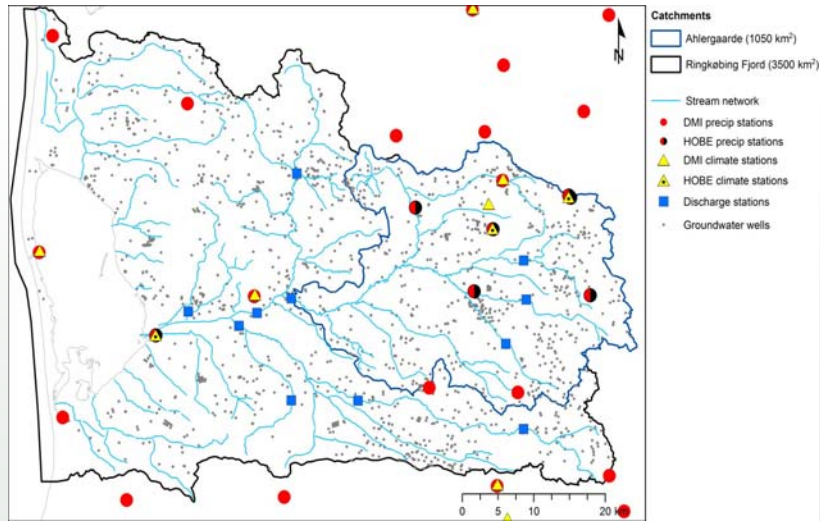 Catchments
Ahlergaarde (1050 km²)
Ringkøbing Fjord (3500 km²)
Stream network
DMI precip stations
HOBE precip stations
DMI climate stations
HOBE climate stations
Discharge stations
Groundwater wells
N
0 5 10 15 20 km